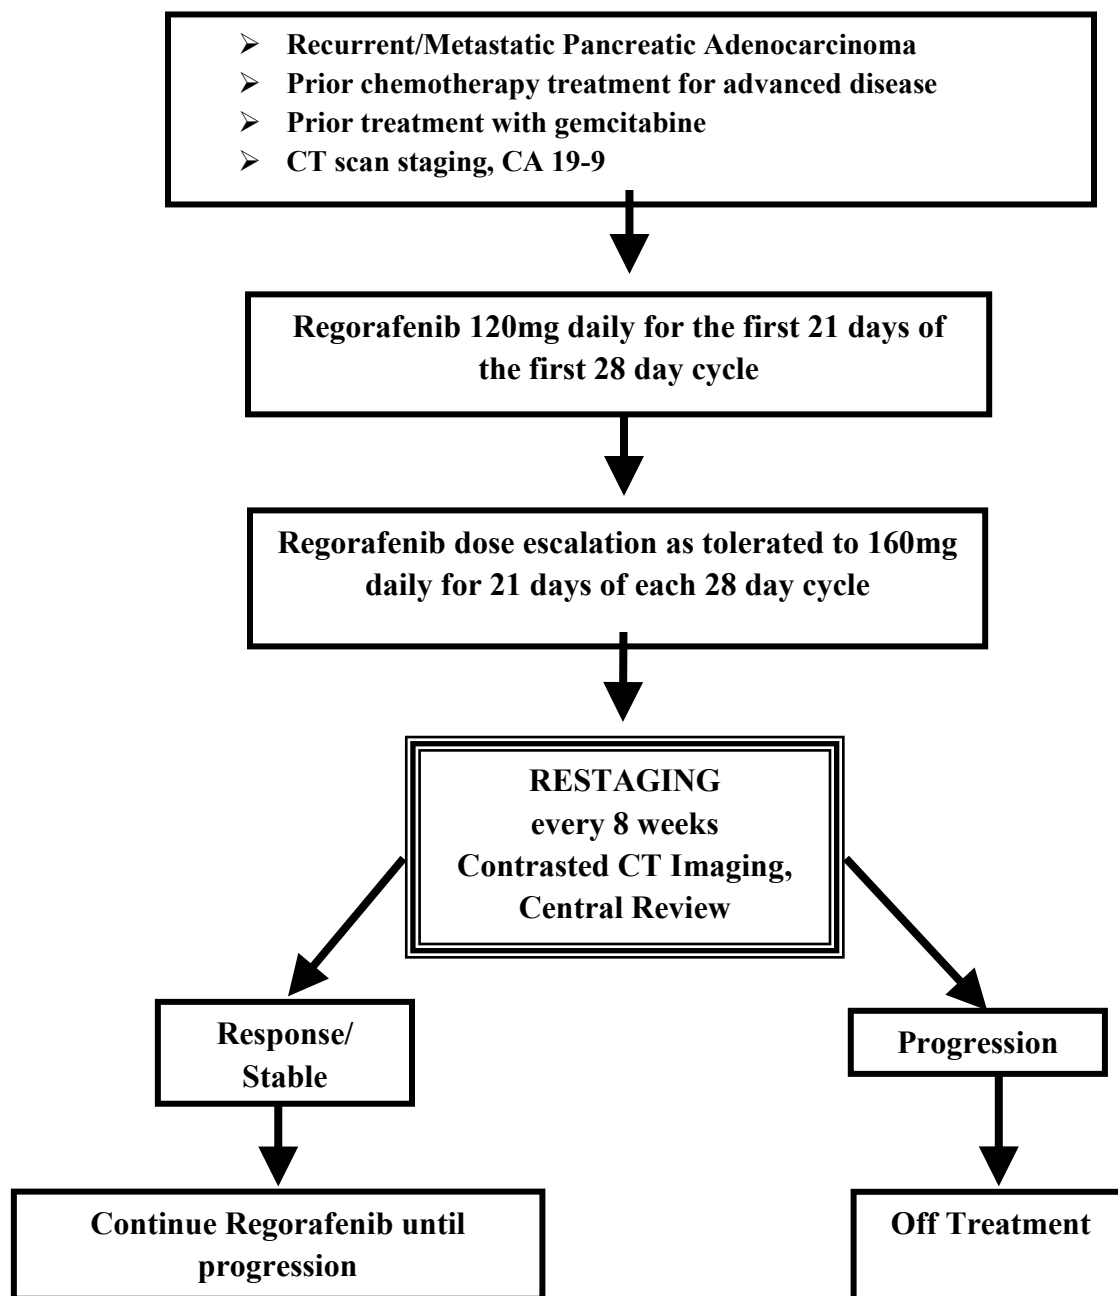 ➢ Recurrent/Metastatic Pancreatic Adenocarcinoma
➢ Prior chemotherapy treatment for advanced disease
➢ Prior treatment with gemcitabine
➢ CT scan staging, CA 19-9
Regorafenib 120mg daily for the first 21 days of
the first 28 day cycle
Regorafenib dose escalation as tolerated to 160mg
daily for 21 days of each 28 day cycle
RESTAGING
every 8 weeks
Contrasted CT Imaging,
Central Review
Response/
Stable
Progression
Continue Regorafenib until
progression
Off Treatment